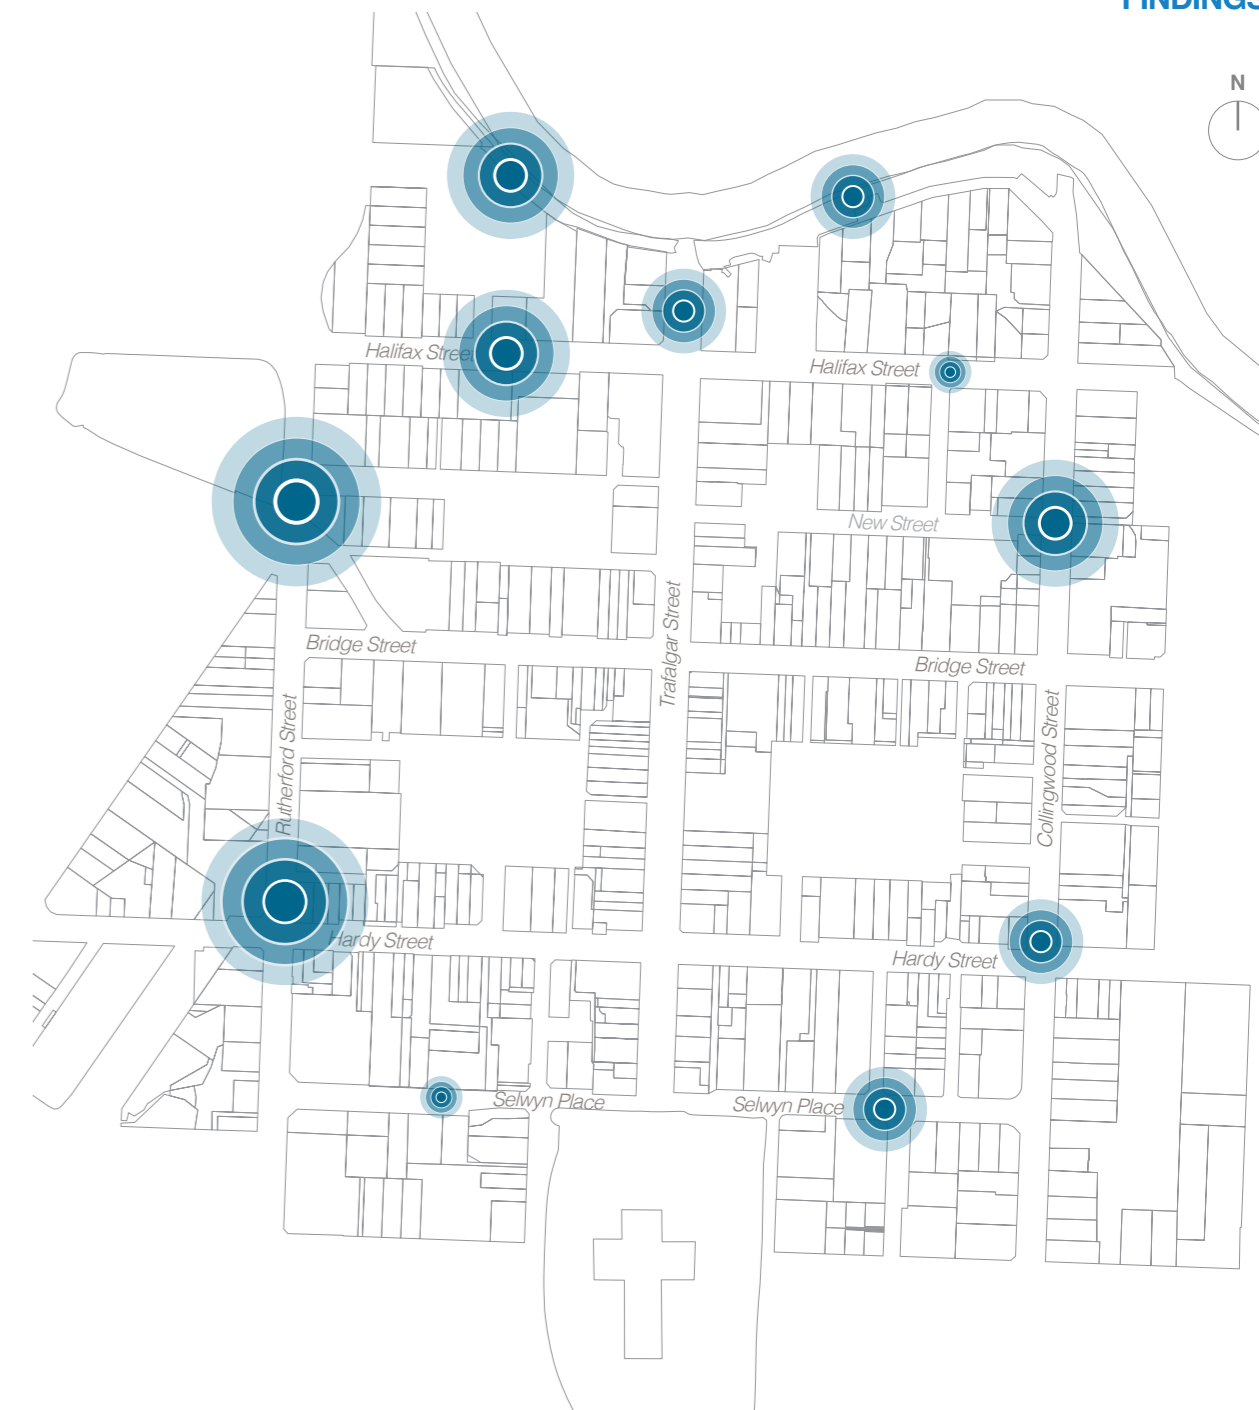 FINDINGS
N
Halifax Street
Halifax Street
New Street
Bridge Street
Bridge Street
Trafalgar Street
Rutherford Street
Collingwood Street
Hardy Street
Hardy Street
Selwyn Place
Selwyn Place